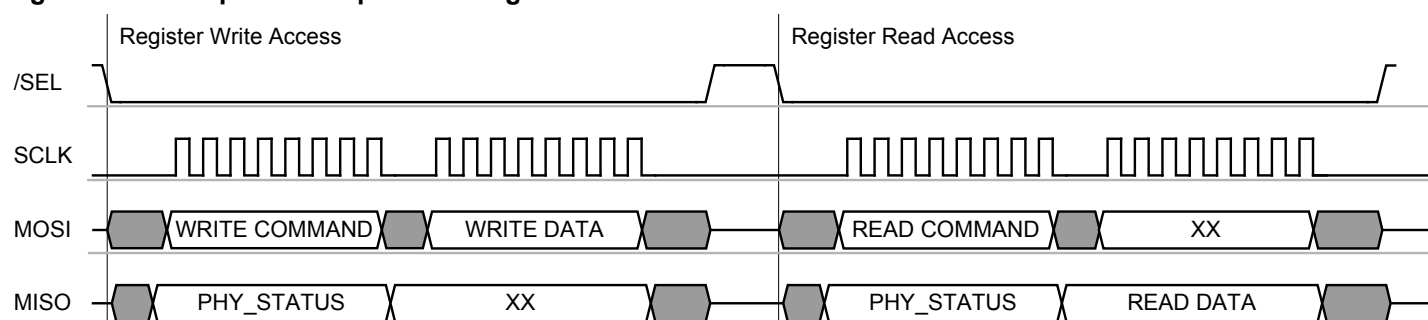 Register Write Access Register Read Access
/SEL
SCLK
MOSI WRITE COMMAND WRITE DATA READ COMMAND XX
MISO PHY_STATUS XX PHY_STATUS READ DATA